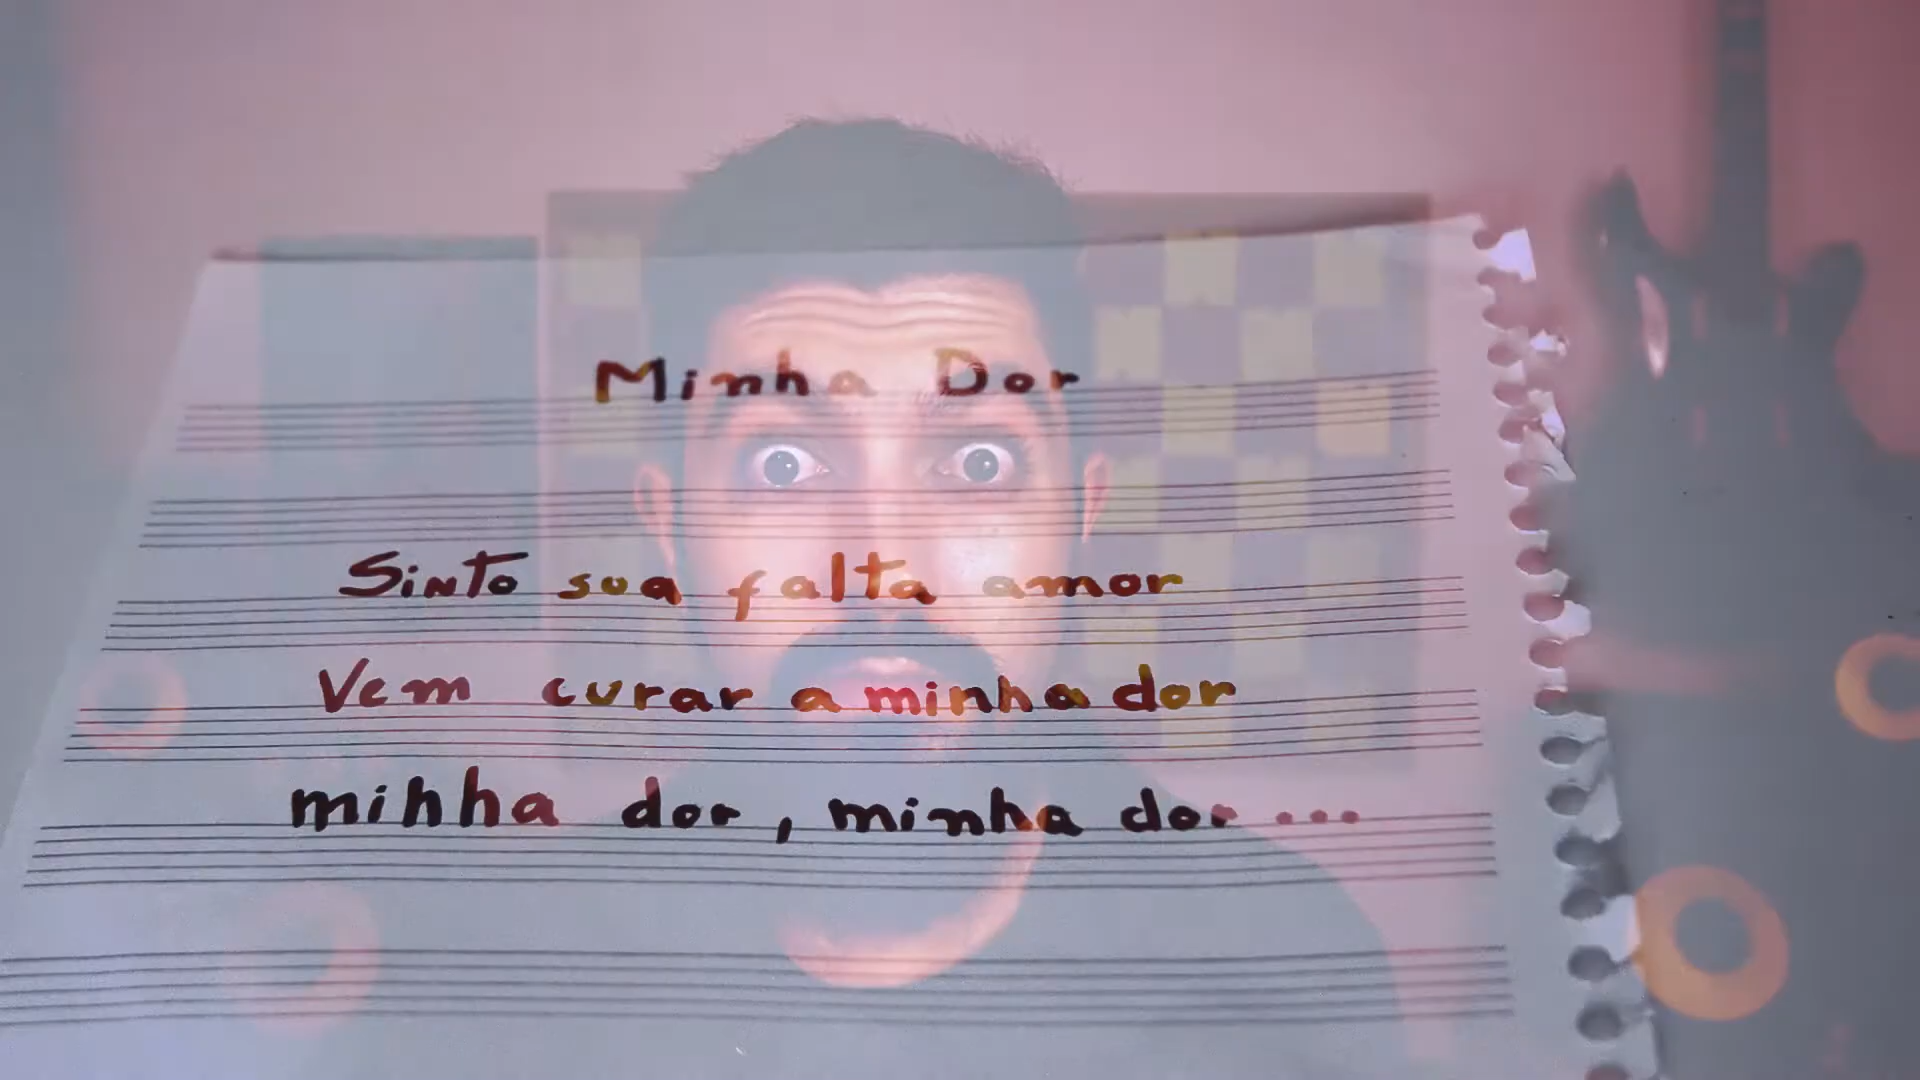 Minha Dor
Sinto sua falta amor
Vem curar a minha dor
minha dor, minha dor...